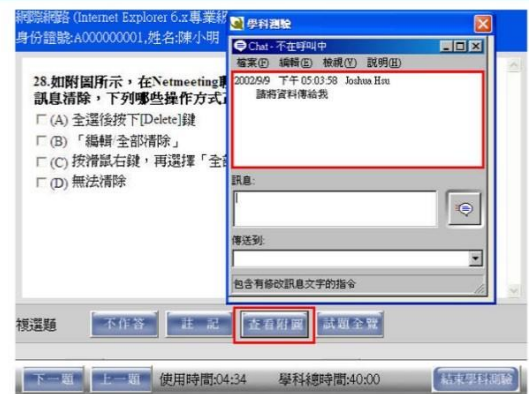 網際網路 (Internet Explorer 6.x專業級
身份證號:A000000001,姓名:陳小明
28.如附圖所示，在Netmeeting
訊息清除，下列哪些操作方式
(A) 全選後按下[Delete]鍵
(B) 「編輯/全部清除」
(C) 按滑鼠右鍵，再選擇「全
(D) 無法清除
學科測驗
Chat - 不在呼叫中
檔案(F) 編輯(E) 檢視(V) 說明(H)
2002/9/9 下午 05:03:58 Joshua Hsu
請將資料傳給我
訊息:
傳送到:
包含有修改訊息文字的指令
複選題 不作答 註 記 查看附圖 試題全覽
下一題 上一題 使用時間:04:34 學科總時間:40:00 結束學科測驗